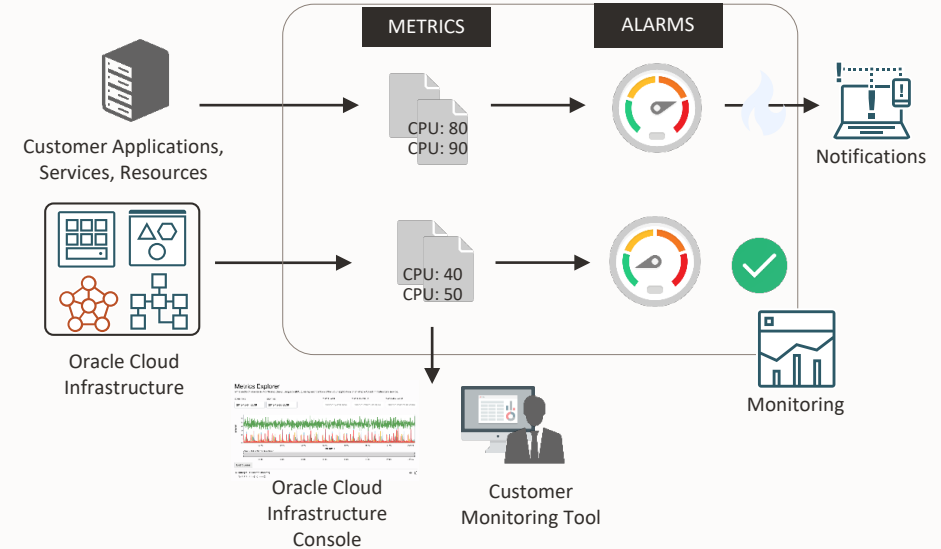 METRICS
ALARMS
CPU: 80
CPU: 90
Customer Applications,
Services, Resources
Notifications
CPU: 40
CPU: 50
Oracle Cloud
Infrastructure
Monitoring
Metrics Explorer
Oracle Cloud
Infrastructure
Console
Customer
Monitoring Tool